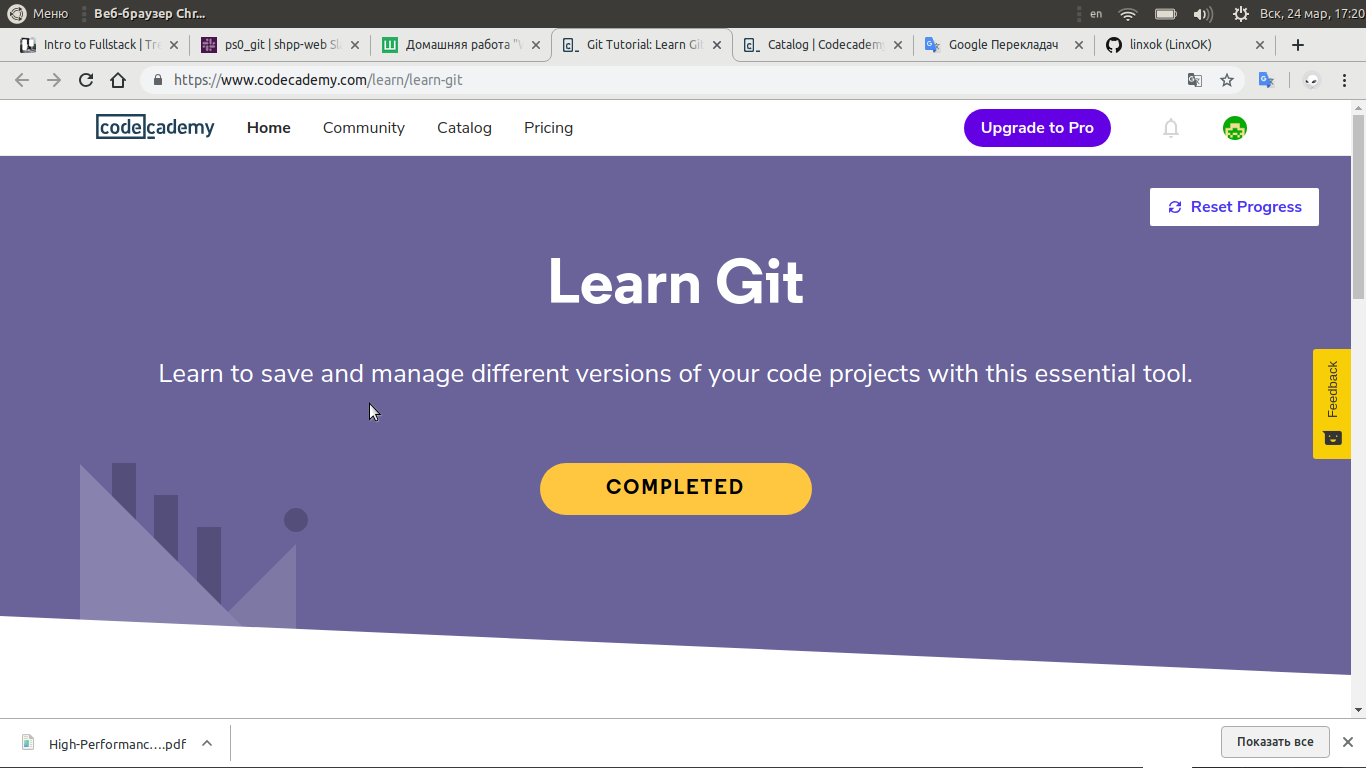 Меню Веб-браузер Chr... en Вск, 24 мар, 17:20
Intro to Fullstack | Tre ps0_git | shpp-web Sl Домашняя работа "V Git Tutorial: Learn Git Catalog | Codecademy Google Перекладач linxok (LinxOK)
https://www.codecademy.com/learn/learn-git
codecademy Home Community Catalog Pricing Upgrade to Pro
Reset Progress
Learn Git
Learn to save and manage different versions of your code projects with this essential tool.
Feedback
COMPLETED
High-Performanc....pdf Показать все